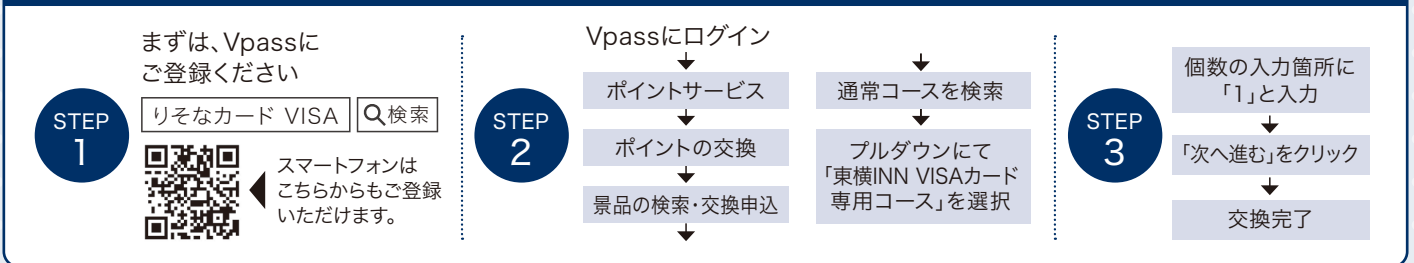 STEP
1
まずは、Vpassに
ご登録ください
りそなカード VISA
検索
スマートフォンは
こちらからもご登録
いただけます。
STEP
2
Vpassにログイン
ポイントサービス
ポイントの交換
景品の検索・交換申込
通常コースを検索
プルダウンにて
「東横INN VISAカード
専用コース」を選択
STEP
3
個数の入力箇所に
「1」と入力
「次へ進む」をクリック
交換完了